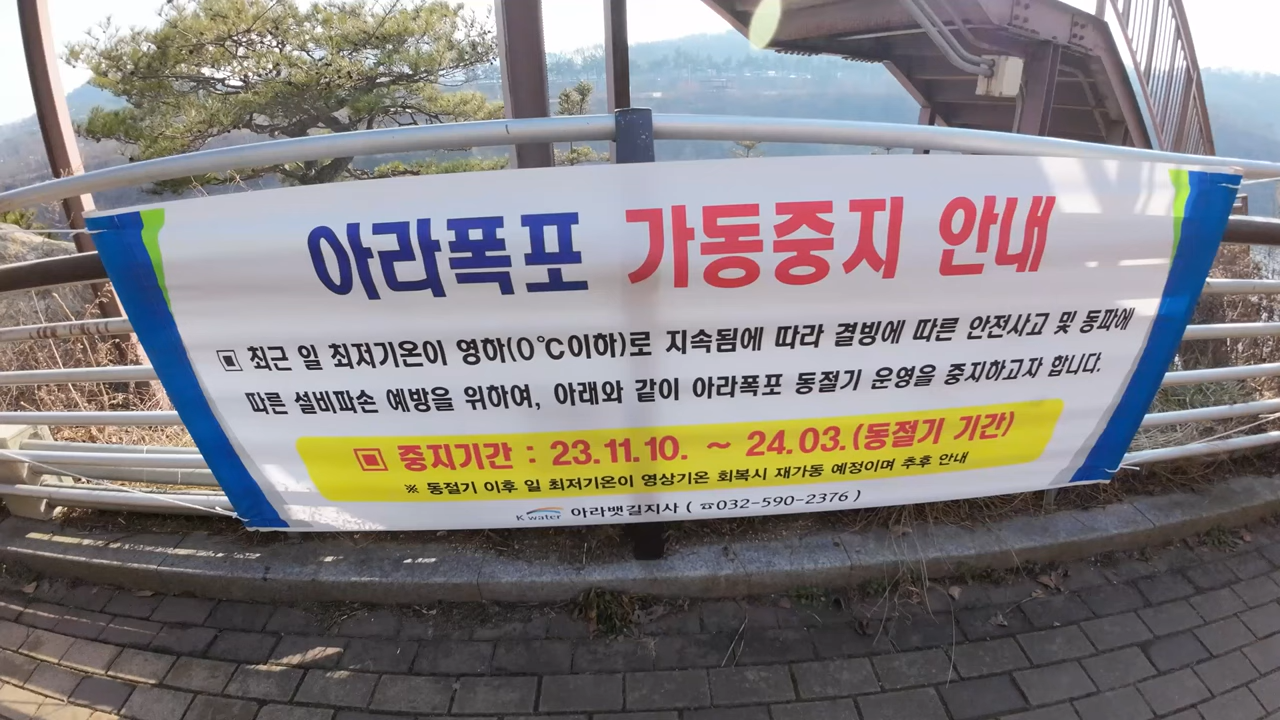 아라폭포 가동중지 안내
▣ 최근 일 최저기온이 영하(0℃이하)로 지속됨에 따라 결빙에 따른 안전사고 및 동파에
따른 설비파손 예방을 위하여, 아래와 같이 아라폭포 동절기 운영을 중지하고자 합니다.
▣ 중지기간 : 23.11.10. ~ 24.03.(동절기 기간)
※ 동절기 이후 일 최저기온이 영상기온 회복시 재가동 예정이며 추후 안내
K water 아라뱃길지사 ( ☎032-590-2376 )